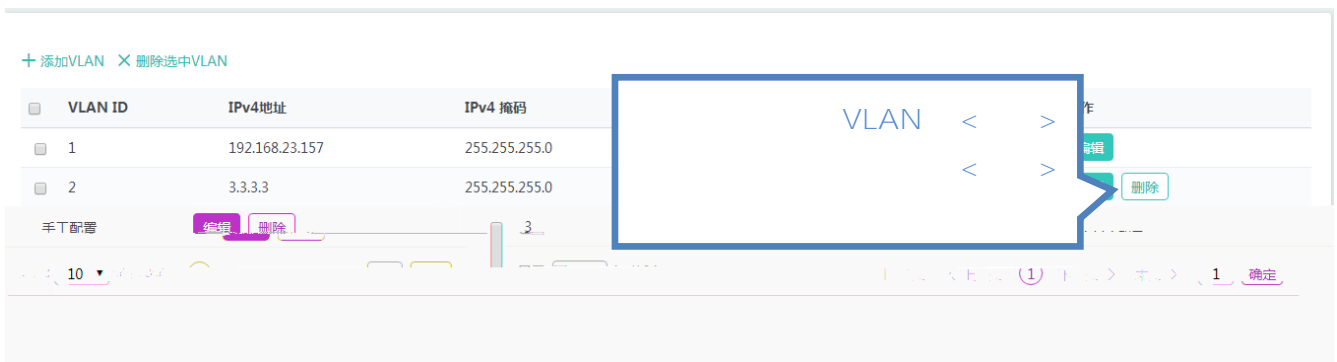 添加VLAN 删除选中VLAN
VLAN ID IPv4地址 IPv4 掩码 作
VLAN < >
1 192.168.23.157 255.255.255.0 编辑
< >
2 3.3.3.3 255.255.255.0 删除
手工配置 编辑 删除 3
10 1 1 确定